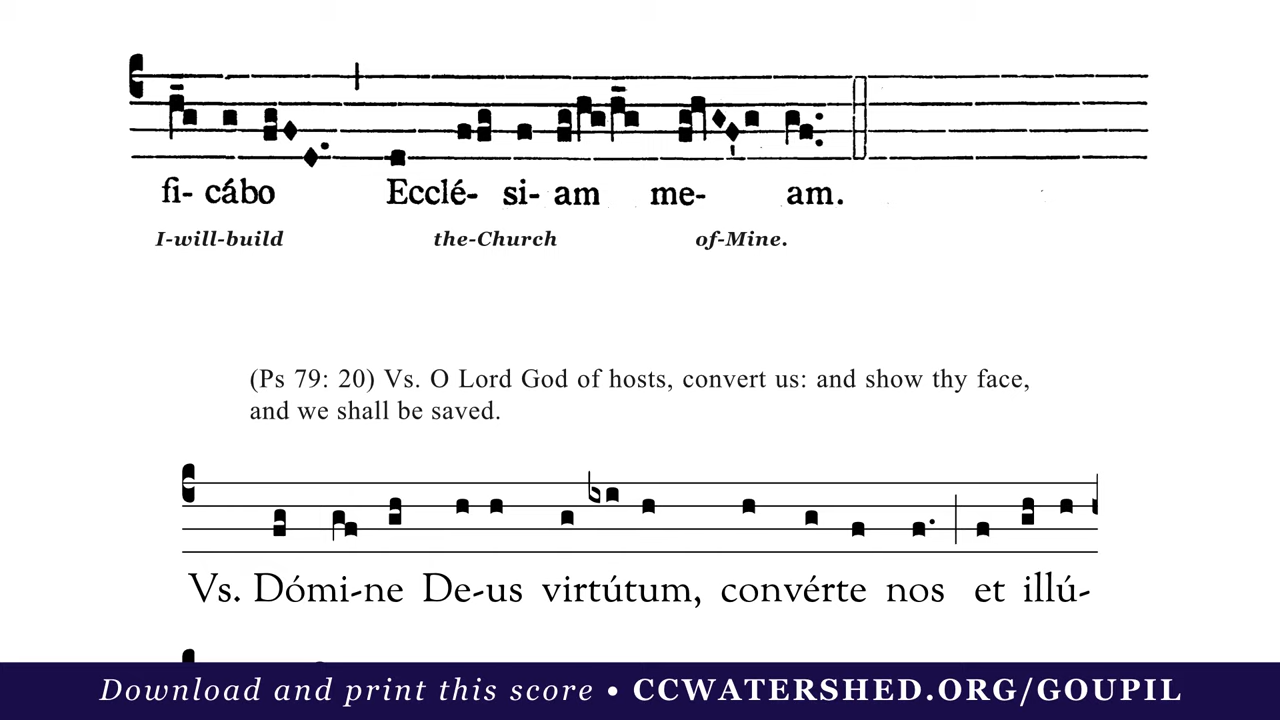 fi- cábo Ecclé- si- am me- am.
I-will-build the-Church of-Mine.
(Ps 79: 20) Vs. O Lord God of hosts, convert us: and show thy face,
and we shall be saved.
Vs. Dómi-ne De-us virtútum, convérte nos et illú-
Download and print this score • CCWATERSHED.ORG/GOUPIL